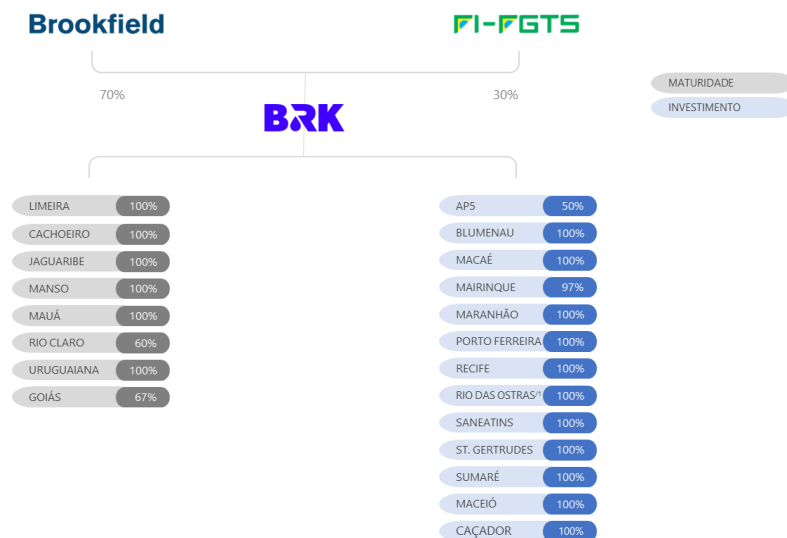 Brookfield
FI-FGTS
70%
30%
BRK
MATURIDADE
INVESTIMENTO
LIMEIRA 100%
CACHOEIRO 100%
JAGUARIBE 100%
MANSO 100%
MAUÁ 100%
RIO CLARO 60%
URUGUAIANA 100%
GOIÁS 67%
AP5 50%
BLUMENAU 100%
MACAÉ 100%
MAIRINQUE 97%
MARANHÃO 100%
PORTO FERREIRA 100%
RECIFE 100%
RIO DAS OSTRAS/¹ 100%
SANEATINS 100%
ST. GERTRUDES 100%
SUMARÉ 100%
MACEIÓ 100%
CAÇADOR 100%